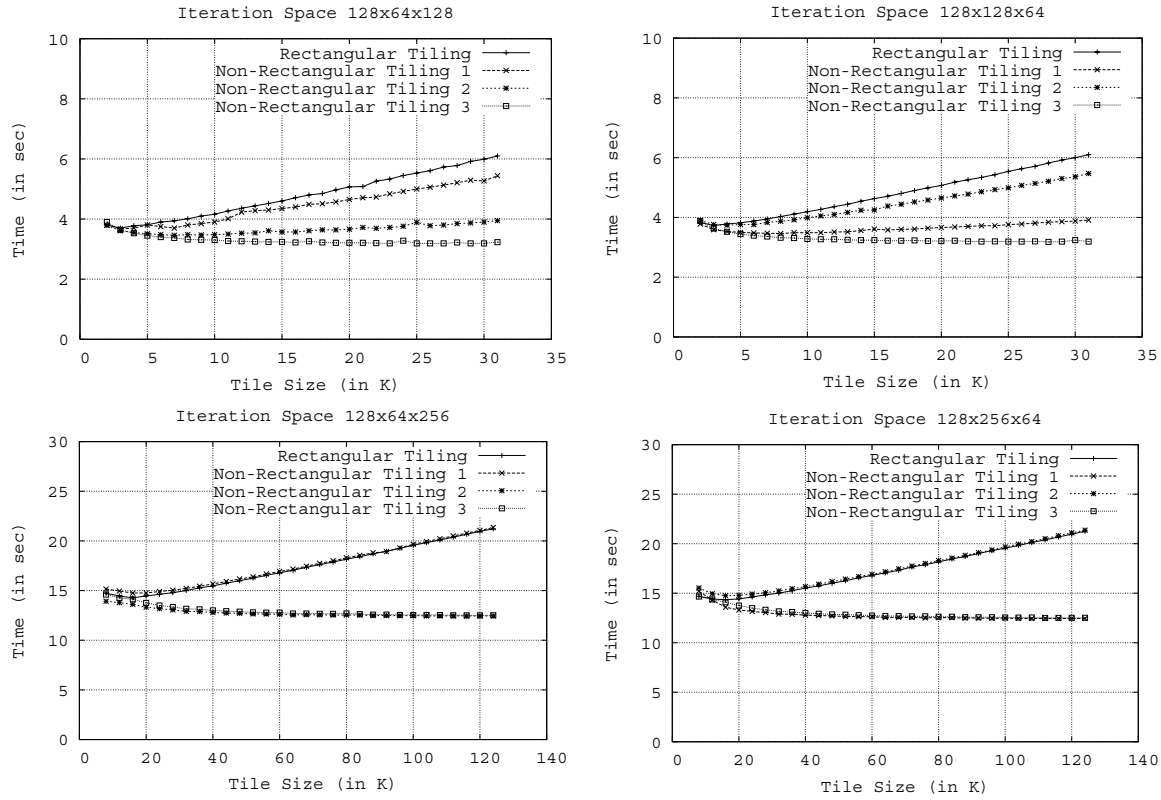 Iteration Space 128x64x128
10
8
6
4
2
0
0 5 10 15 20 25 30 35
Time (in sec)
Tile Size (in K)
Rectangular Tiling
Non-Rectangular Tiling 1
Non-Rectangular Tiling 2
Non-Rectangular Tiling 3
Iteration Space 128x128x64
10
8
6
4
2
0
0 5 10 15 20 25 30 35
Time (in sec)
Tile Size (in K)
Rectangular Tiling
Non-Rectangular Tiling 1
Non-Rectangular Tiling 2
Non-Rectangular Tiling 3
Iteration Space 128x64x256
30
25
20
15
10
5
0
0 20 40 60 80 100 120 140
Time (in sec)
Tile Size (in K)
Rectangular Tiling
Non-Rectangular Tiling 1
Non-Rectangular Tiling 2
Non-Rectangular Tiling 3
Iteration Space 128x256x64
30
25
20
15
10
5
0
0 20 40 60 80 100 120 140
Time (in sec)
Tile Size (in K)
Rectangular Tiling
Non-Rectangular Tiling 1
Non-Rectangular Tiling 2
Non-Rectangular Tiling 3